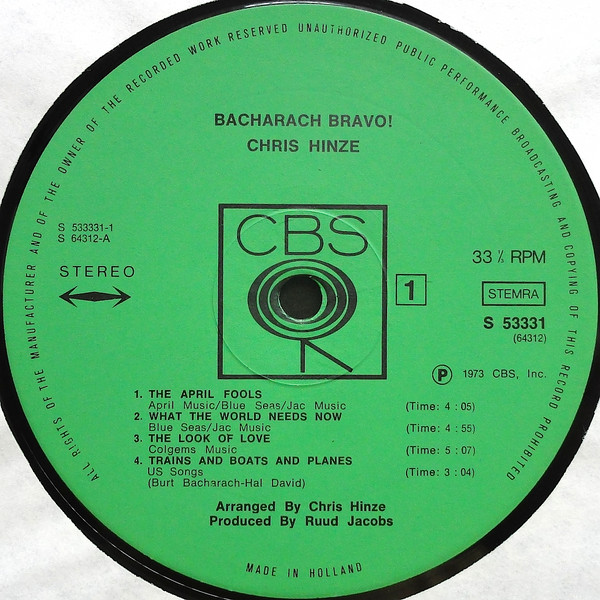 ALL RIGHTS OF THE MANUFACTURER AND OF THE OWNER OF THE RECORDED WORK RESERVED UNAUTHORIZED PUBLIC PERFORMANCE BROADCASTING AND COPYING OF THIS RECORD PROHIBITED
BACHARACH BRAVO!
CHRIS HINZE
S 533331-1
S 64312-A
STEREO
CBS
1
33⅓ RPM
STEMRA
S 53331
(64312)
Ⓟ 1973 CBS, Inc.
1. THE APRIL FOOLS
April Music/Blue Seas/Jac Music (Time: 4:05)
2. WHAT THE WORLD NEEDS NOW
Blue Seas/Jac Music (Time: 4:55)
3. THE LOOK OF LOVE
Colgems Music (Time: 5:07)
4. TRAINS AND BOATS AND PLANES
US Songs (Time: 3:04)
(Burt Bacharach-Hal David)
Arranged By Chris Hinze
Produced By Ruud Jacobs
MADE IN HOLLAND